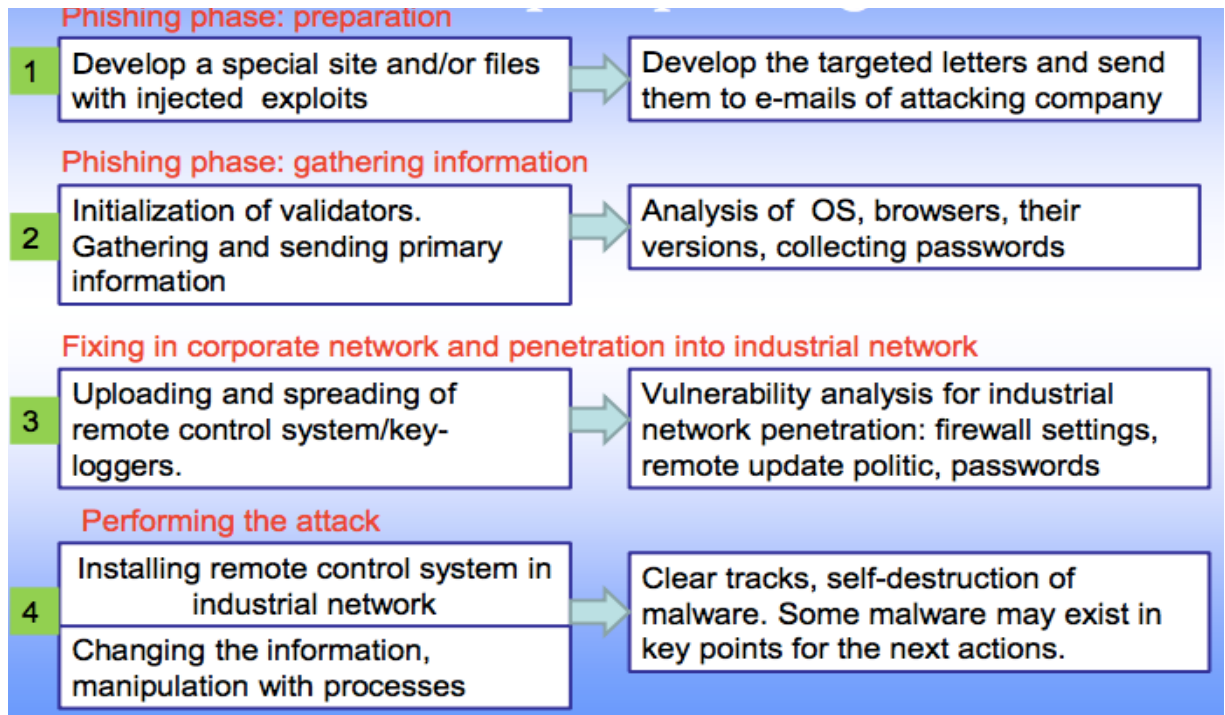 Phishing phase: preparation
1
Develop a special site and/or files
with injected exploits
Develop the targeted letters and send
them to e-mails of attacking company
Phishing phase: gathering information
2
Initialization of validators.
Gathering and sending primary
information
Analysis of OS, browsers, their
versions, collecting passwords
Fixing in corporate network and penetration into industrial network
3
Uploading and spreading of
remote control system/key-
loggers.
Vulnerability analysis for industrial
network penetration: firewall settings,
remote update politic, passwords
Performing the attack
4
Installing remote control system in
industrial network
Changing the information,
manipulation with processes
Clear tracks, self-destruction of
malware. Some malware may exist in
key points for the next actions.